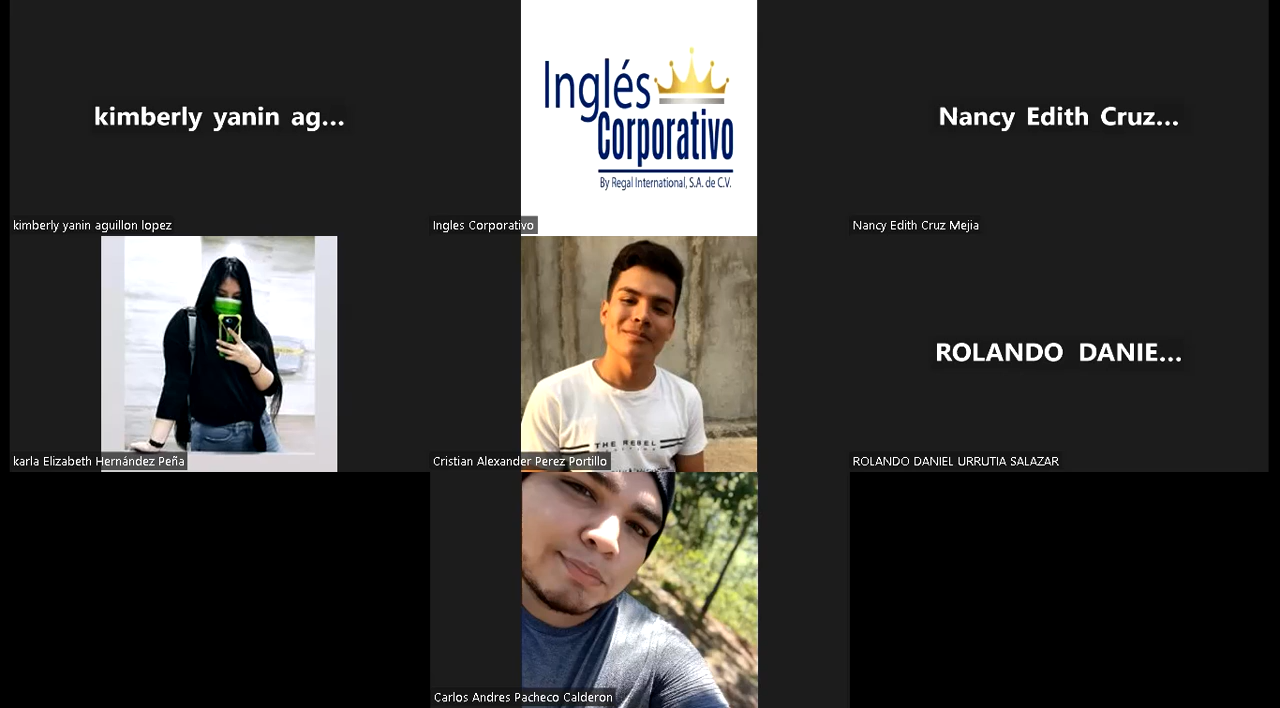 kimberly yanin ag...
kimberly yanin aguillon lopez
Inglés
Corporativo
By Regal International, S.A. de C.V.
Ingles Corporativo
Nancy Edith Cruz...
Nancy Edith Cruz Mejia
karla Elizabeth Hernández Peña
THE REBEL
Cristian Alexander Perez Portillo
ROLANDO DANIE...
ROLANDO DANIEL URRUTIA SALAZAR
Carlos Andres Pacheco Calderon